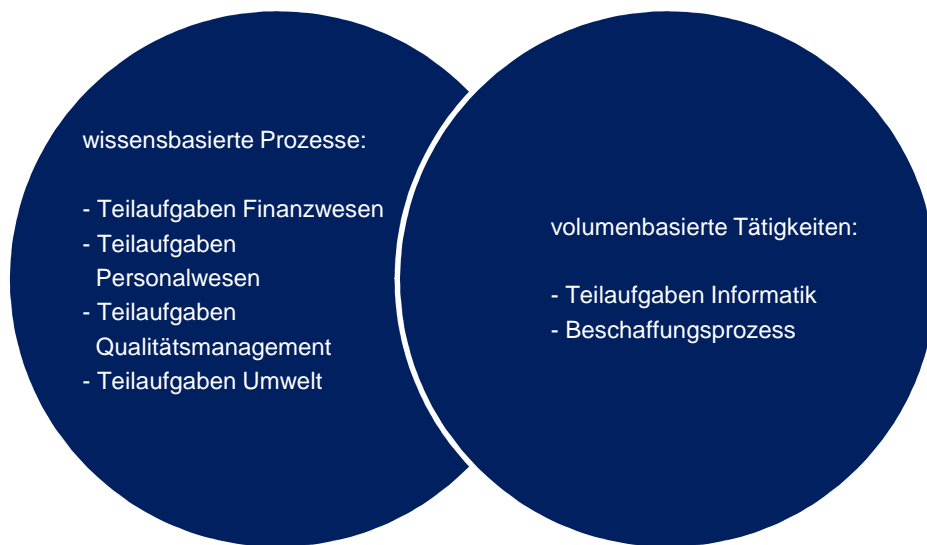 wissensbasierte Prozesse:
- Teilaufgaben Finanzwesen
- Teilaufgaben
Personalwesen
- Teilaufgaben
Qualitätsmanagement
- Teilaufgaben Umwelt
volumenbasierte Tätigkeiten:
- Teilaufgaben Informatik
- Beschaffungsprozess